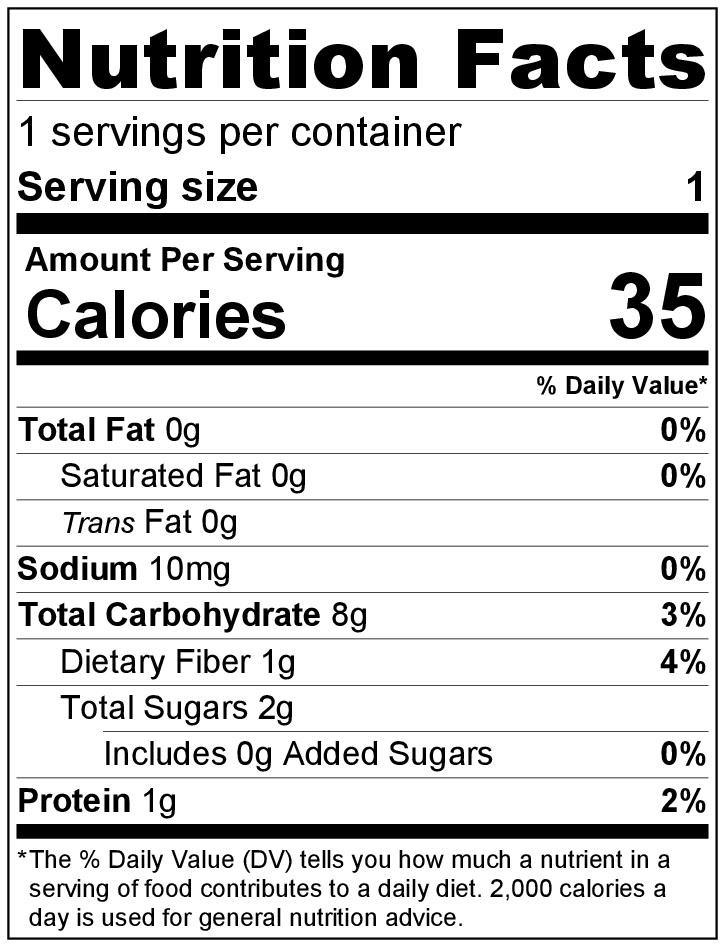 Nutrition Facts
1 servings per container
Serving size 1
Amount Per Serving
Calories 35
% Daily Value*
Total Fat 0g 0%
Saturated Fat 0g 0%
Trans Fat 0g
Sodium 10mg 0%
Total Carbohydrate 8g 3%
Dietary Fiber 1g 4%
Total Sugars 2g
Includes 0g Added Sugars 0%
Protein 1g 2%
*The % Daily Value (DV) tells you how much a nutrient in a
serving of food contributes to a daily diet. 2,000 calories a
day is used for general nutrition advice.